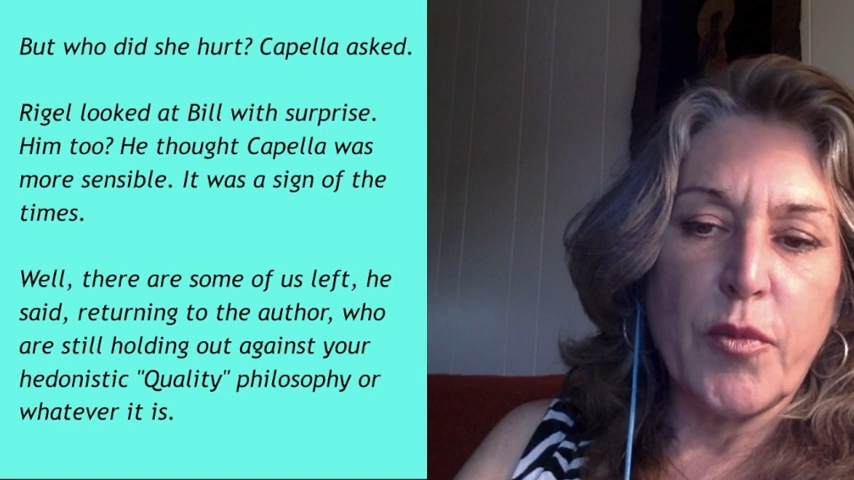 But who did she hurt? Capella asked.
Rigel looked at Bill with surprise.
Him too? He thought Capella was
more sensible. It was a sign of the
times.
Well, there are some of us left, he
said, returning to the author, who
are still holding out against your
hedonistic "Quality" philosophy or
whatever it is.